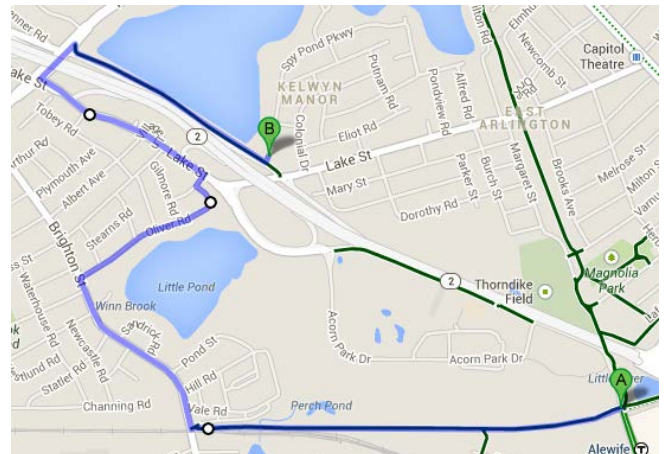 Lake St
Tobey Rd
Plymouth Ave
Albert Ave
Gilmore Rd
Lake St
2
Spy Pond Pkwy
KELWYN
MANOR
Putnam Rd
Colonial Dr
B
Eliot Rd
Pondview Rd
Alfred Rd
Lake St
Mary St
Dorothy Rd
Parker St
Burch St
Margaret St
EAST
ARLINGTON
Newcomb St
Capitol
Theatre
Brooks Ave
Melrose St
Milton St
Magnolia
Park
Thorndike
Field
2
Brighton St
Stearns Rd
Oliver Rd
Little Pond
Winn Brook
Waterhouse Rd
Newcastle Rd
Sandrick Rd
Statler Rd
Channing Rd
Pond St
Hill Rd
Vale Rd
Perch Pond
Acorn Park Dr
Acorn Park Dr
A
Alewife
T